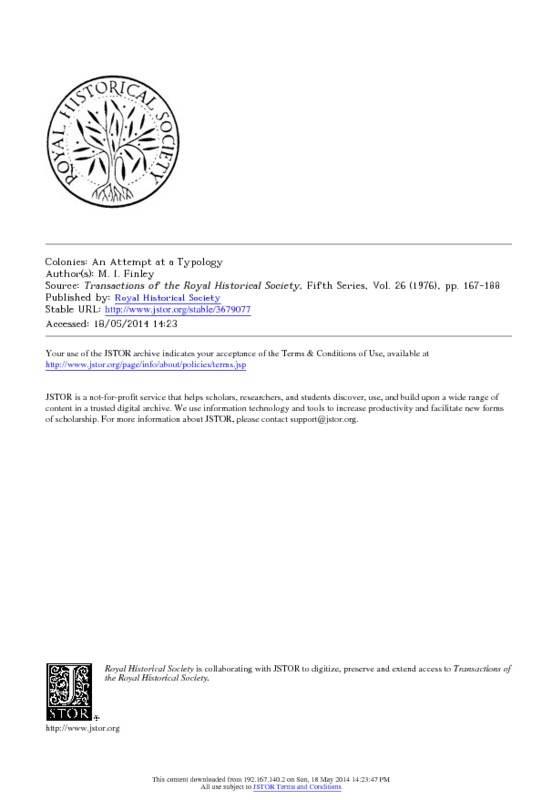 ROYAL HISTORICAL SOCIETY
Colonies: An Attempt at a Typology
Author(s): M. I. Finley
Source: Transactions of the Royal Historical Society, Fifth Series, Vol. 26 (1976), pp. 167-188
Published by: Royal Historical Society
Stable URL: http://www.jstor.org/stable/3679077
Accessed: 18/05/2014 14:23
Your use of the JSTOR archive indicates your acceptance of the Terms & Conditions of Use, available at
http://www.jstor.org/page/info/about/policies/terms.jsp
JSTOR is a not-for-profit service that helps scholars, researchers, and students discover, use, and build upon a wide range of
content in a trusted digital archive. We use information technology and tools to increase productivity and facilitate new forms
of scholarship. For more information about JSTOR, please contact support@jstor.org.
Royal Historical Society is collaborating with JSTOR to digitize, preserve and extend access to Transactions of
the Royal Historical Society.
JSTOR
http://www.jstor.org
This content downloaded from 192.167.140.2 on Sun, 18 May 2014 14:23:47 PM
All use subject to JSTOR Terms and Conditions